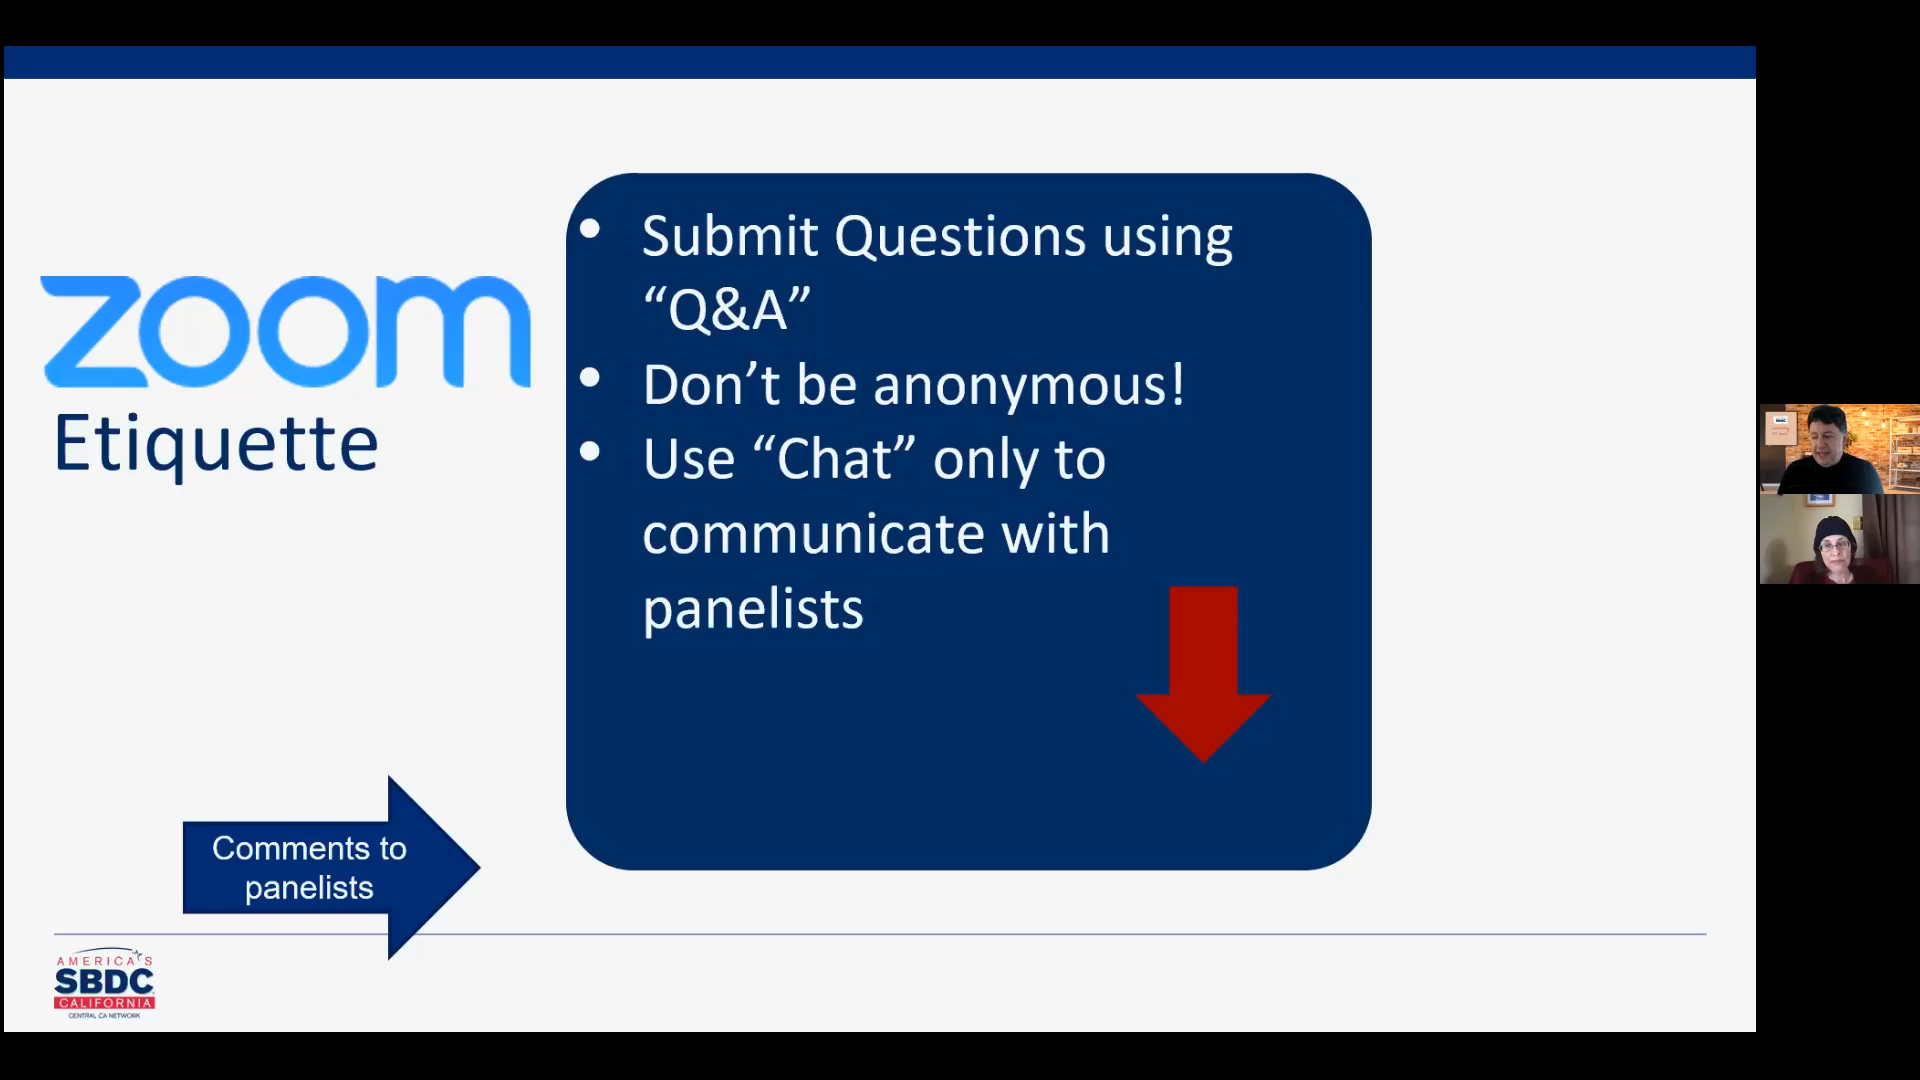 zoom
Etiquette
• Submit Questions using
“Q&A”
• Don’t be anonymous!
• Use “Chat” only to
communicate with
panelists
Comments to
panelists
AMERICA'S
SBDC
CALIFORNIA
CENTRAL CA NETWORK